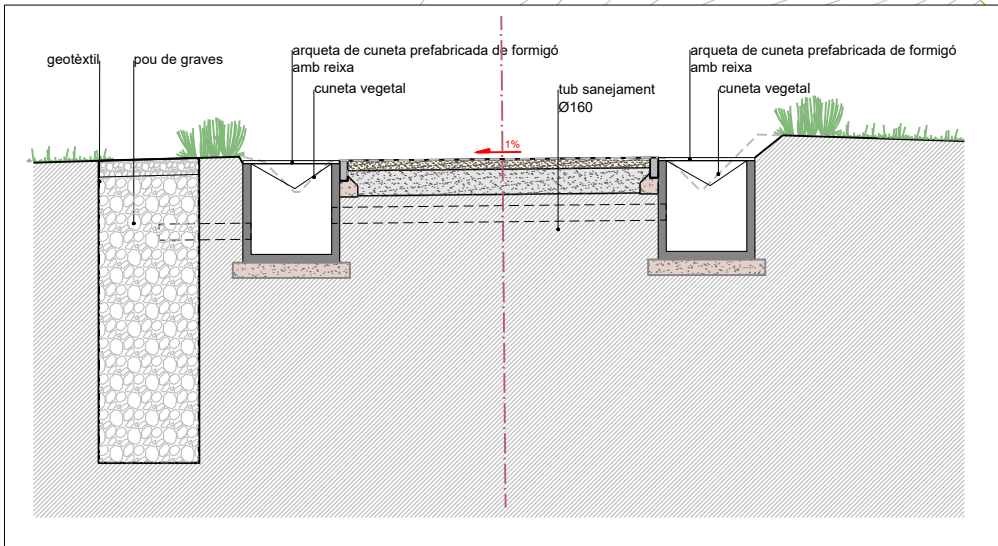 geotèxtil
pou de graves
arqueta de cuneta prefabricada de formigó
amb reixa
cuneta vegetal
tub sanejament
Ø160
arqueta de cuneta prefabricada de formigó
amb reixa
cuneta vegetal
1%